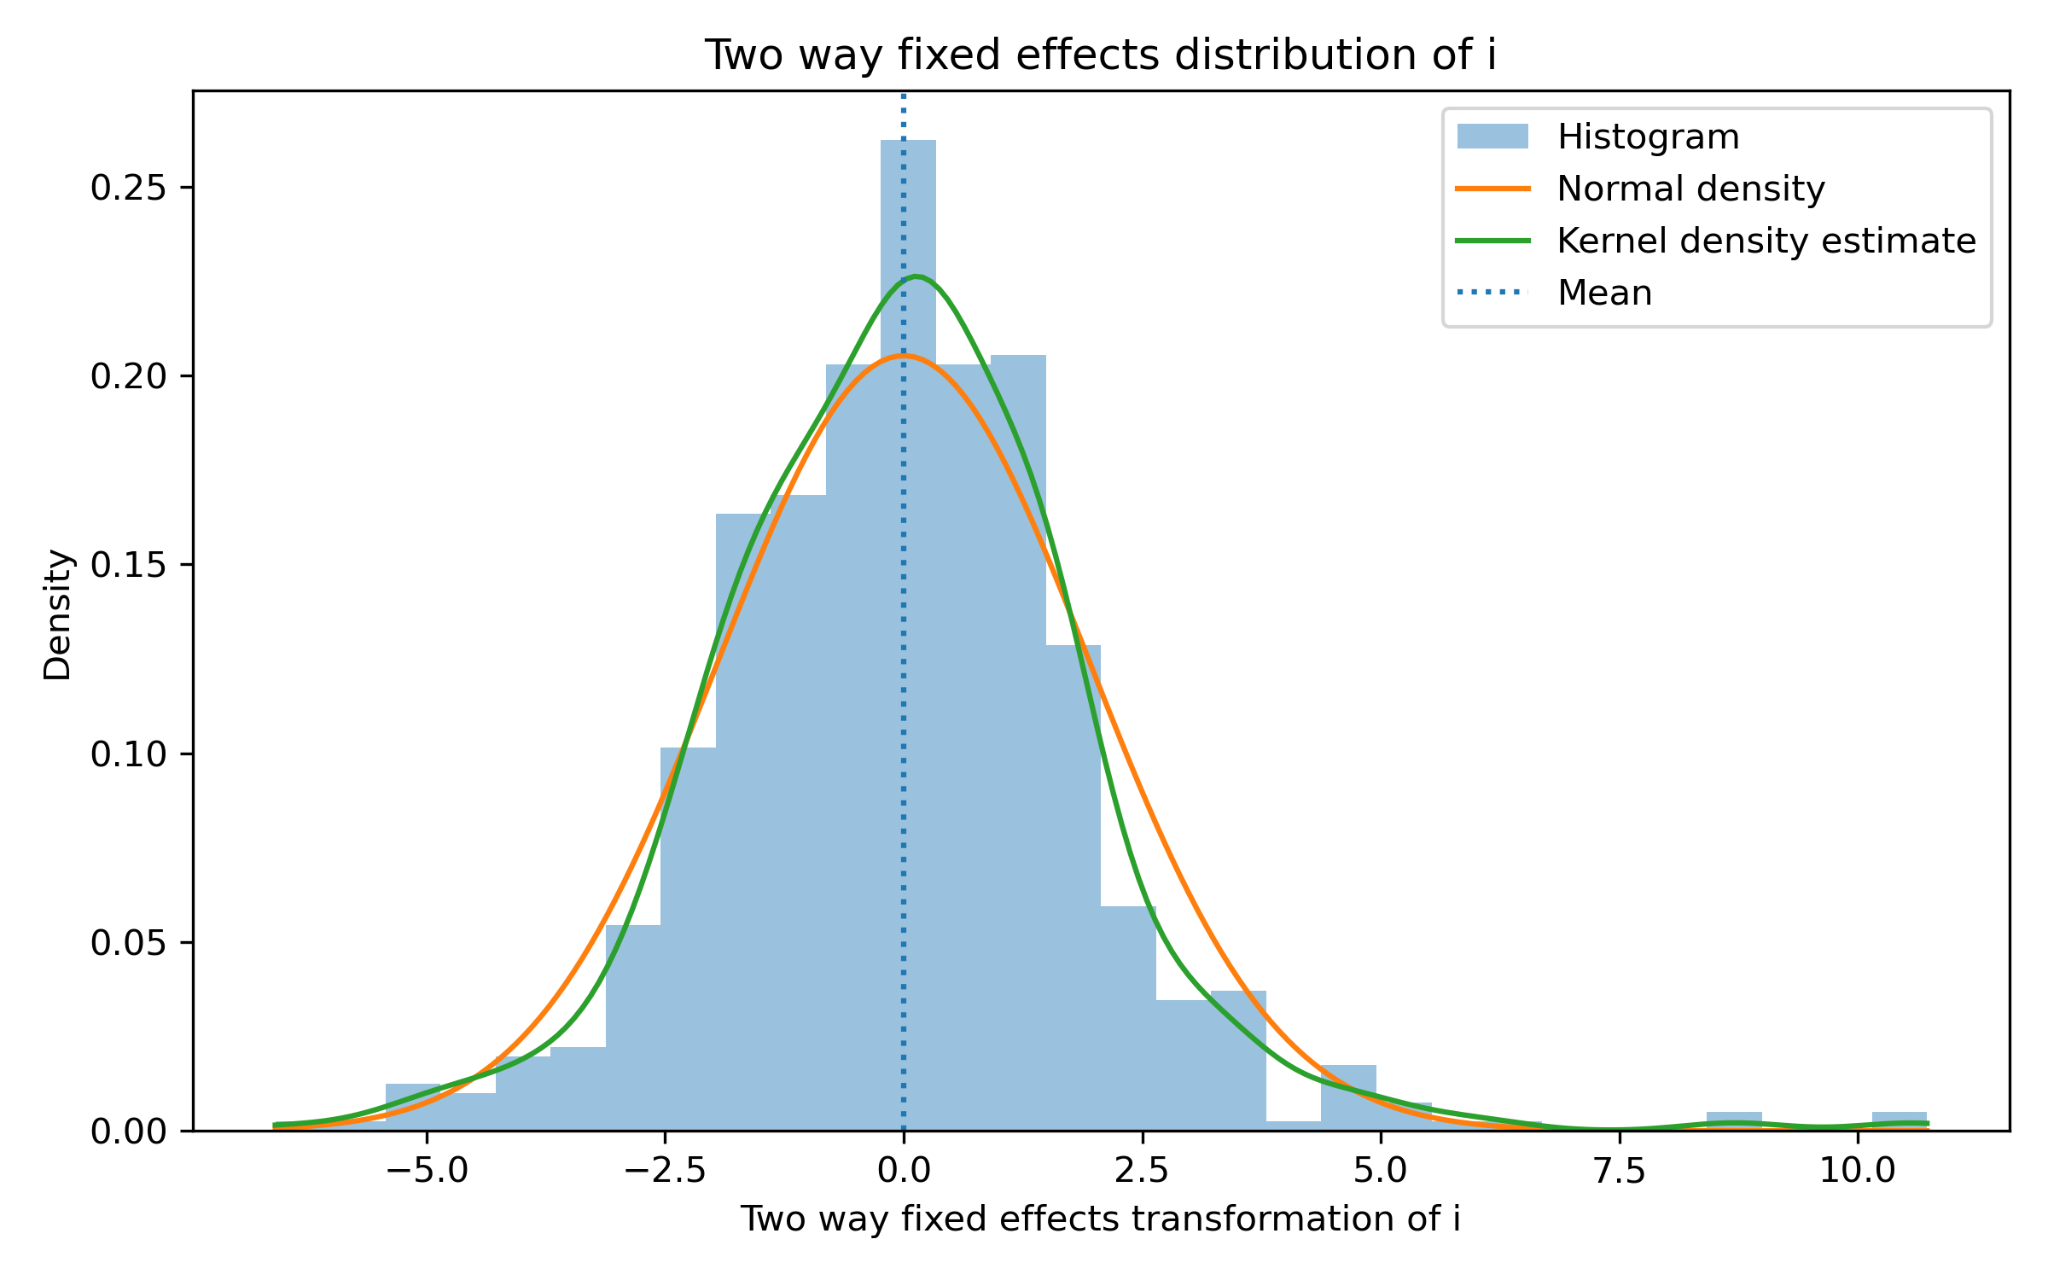 Two way fixed effects distribution of i
Histogram
Normal density
Kernel density estimate
Mean
Density
0.25
0.20
0.15
0.10
0.05
0.00
−5.0
−2.5
0.0
2.5
5.0
7.5
10.0
Two way fixed effects transformation of i